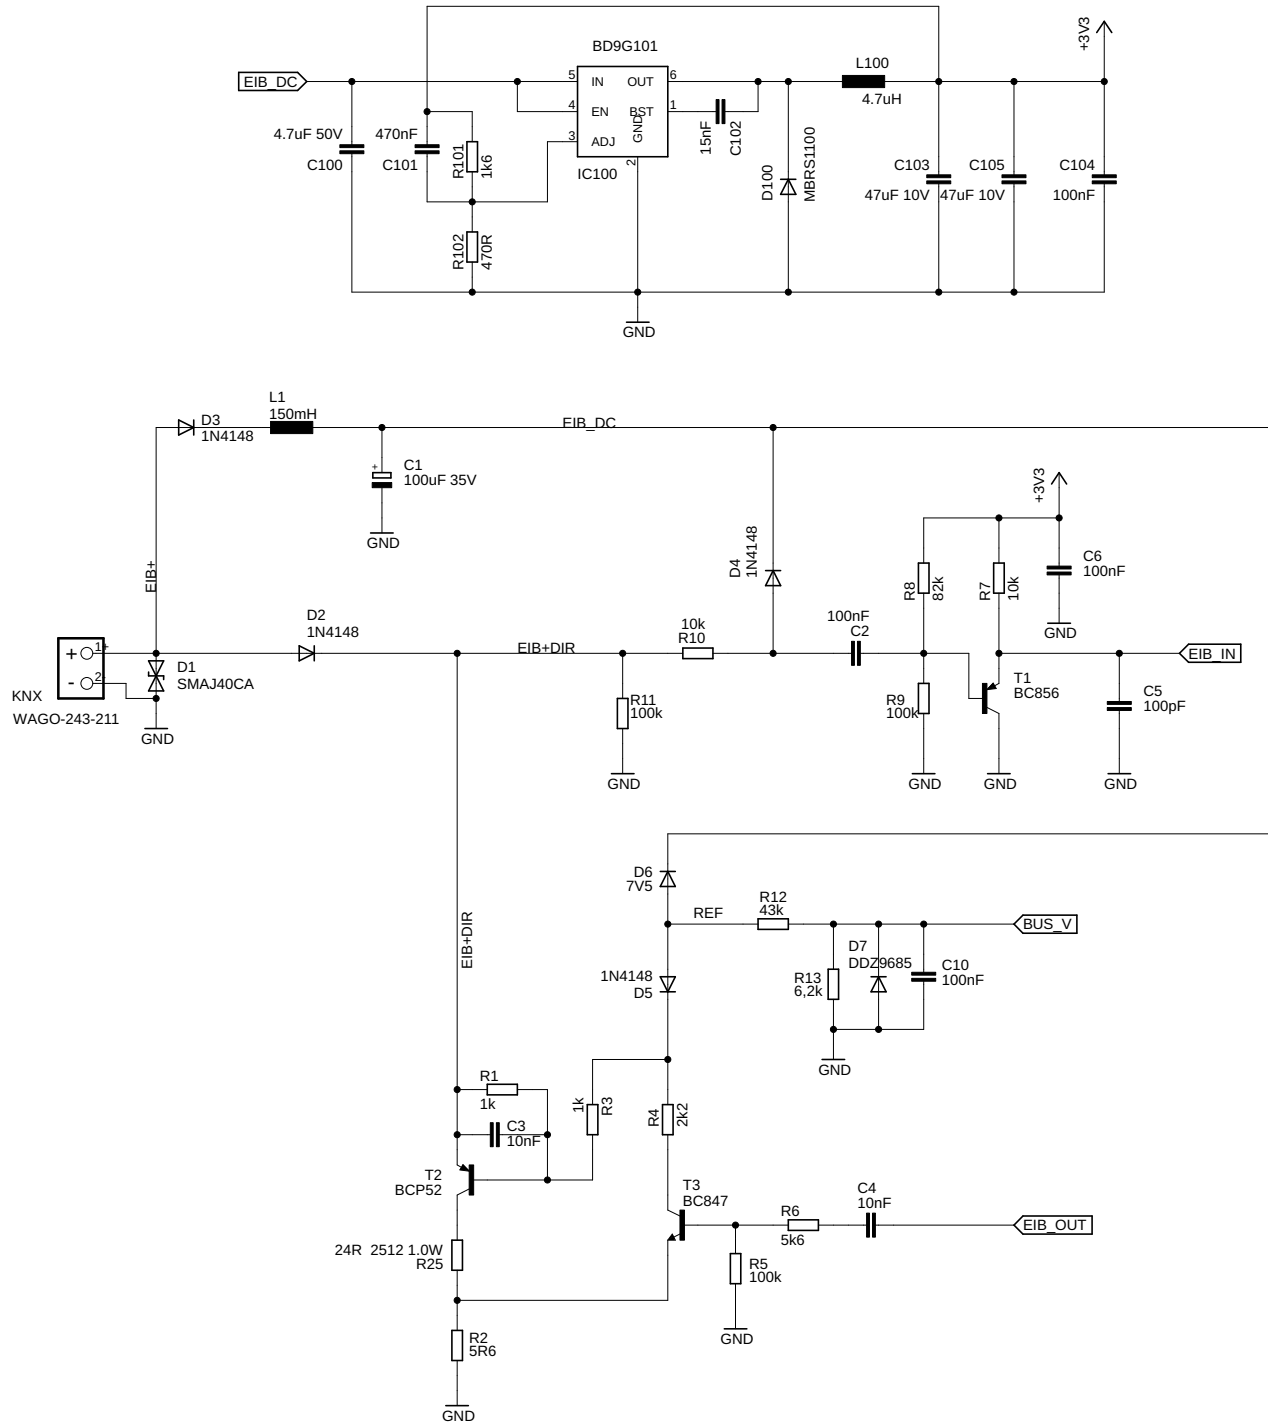 BD9G101
+3V3
L100
4.7uH
EIB_DC
5
IN
OUT
6
4
EN
BST
1
3
ADJ
GND
2
IC100
15nF
C102
4.7uF 50V
C100
470nF
C101
R101
1k6
R102
470R
D100
MBRS1100
C103
47uF 10V
C105
47uF 10V
C104
100nF
GND
L1
150mH
D3
1N4148
EIB_DC
C1
100uF 35V
GND
EIB+
D4
1N4148
+3V3
R8
82k
R7
10k
C6
100nF
GND
D2
1N4148
EIB+DIR
10k
R10
100nF
C2
EIB_IN
+
1+
-
2
KNX
WAGO-243-211
D1
SMAJ40CA
GND
R11
100k
GND
R9
100k
GND
T1
BC856
GND
C5
100pF
GND
D6
7V5
REF
R12
43k
BUS_V
EIB+DIR
1N4148
D5
R13
6,2k
D7
DDZ9685
C10
100nF
GND
R1
1k
C3
10nF
1k
R3
R4
2k2
T2
BCP52
T3
BC847
R6
5k6
C4
10nF
EIB_OUT
24R 2512 1.0W
R25
R5
100k
GND
R2
5R6
GND